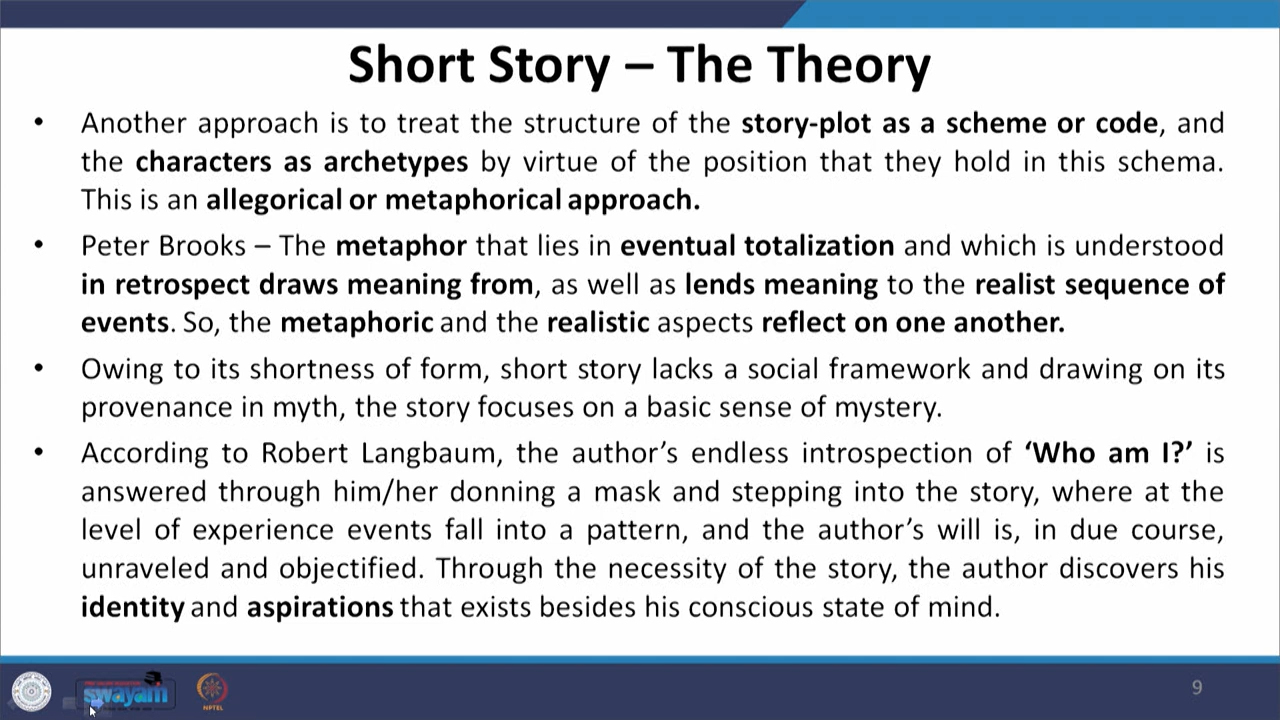 Short Story – The Theory
• Another approach is to treat the structure of the story-plot as a scheme or code, and
the characters as archetypes by virtue of the position that they hold in this schema.
This is an allegorical or metaphorical approach.
• Peter Brooks – The metaphor that lies in eventual totalization and which is understood
in retrospect draws meaning from, as well as lends meaning to the realist sequence of
events. So, the metaphoric and the realistic aspects reflect on one another.
• Owing to its shortness of form, short story lacks a social framework and drawing on its
provenance in myth, the story focuses on a basic sense of mystery.
• According to Robert Langbaum, the author’s endless introspection of ‘Who am I?’ is
answered through him/her donning a mask and stepping into the story, where at the
level of experience events fall into a pattern, and the author’s will is, in due course,
unraveled and objectified. Through the necessity of the story, the author discovers his
identity and aspirations that exists besides his conscious state of mind.
swayam
NPTEL
9